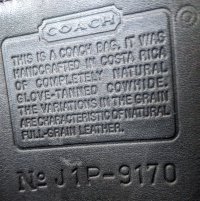 COACH
THIS IS A COACH BAG. IT WAS
HANDCRAFTED IN COSTA RICA
OF COMPLETELY NATURAL
GLOVE-TANNED COWHIDE.
THE VARIATIONS IN THE GRAIN
ARE CHARACTERISTIC OF NATURAL
FULL-GRAIN LEATHER.
No J1P-9170